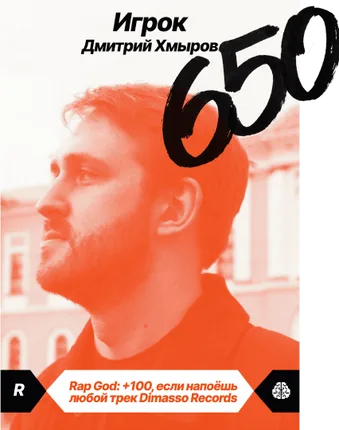 Игрок
Дмитрий Хмыров
650
R
Rap God: +100, если напоёшь
любой трек Dimasso Records